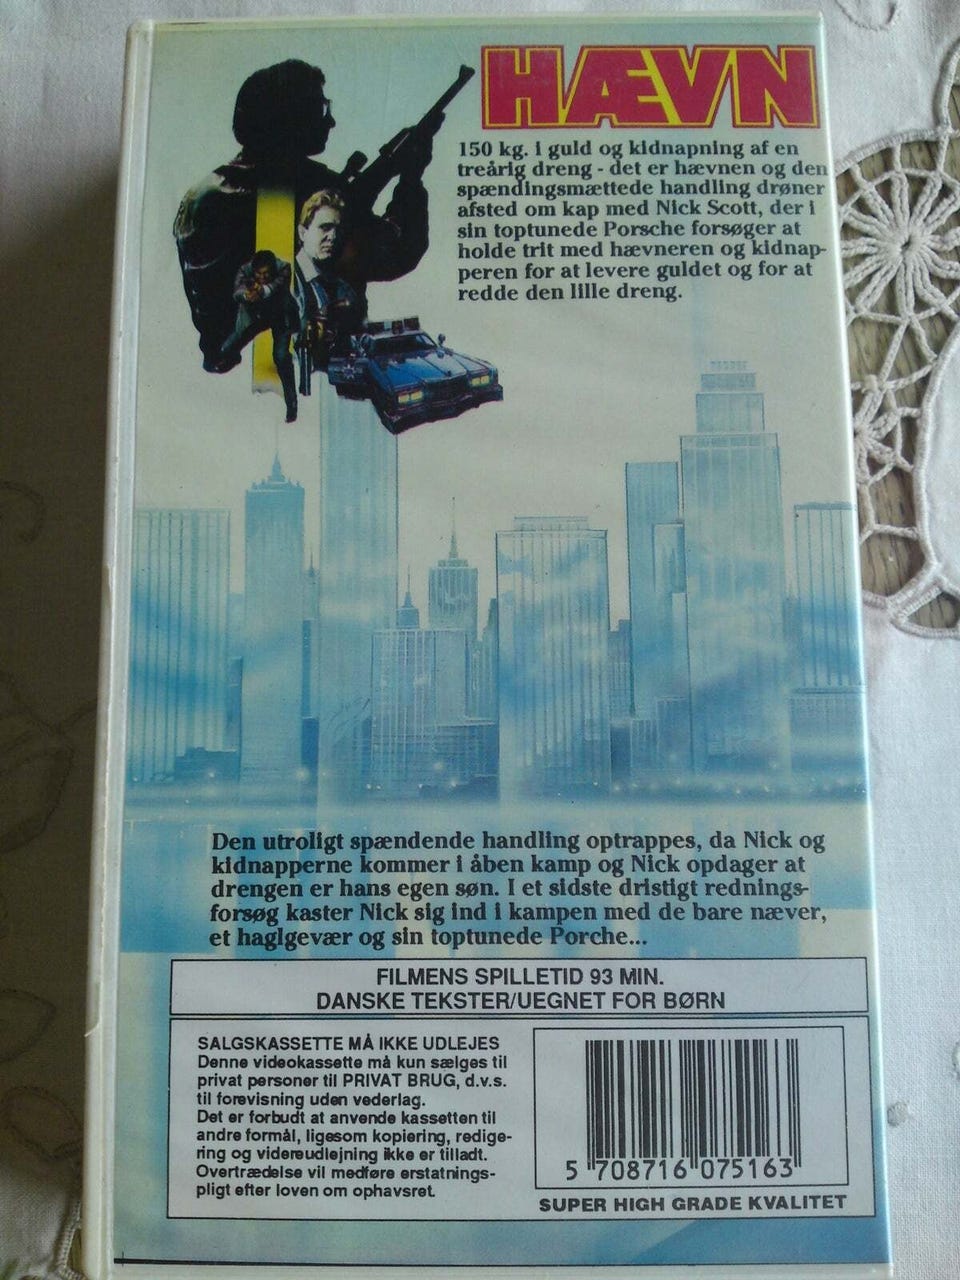 HÆVN
150 kg. i guld og kidnapning af en
treårig dreng - det er hævnen og den
spændingsmættede handling drøner
afsted om kap med Nick Scott, der i
sin toptunede Porsche forsøger at
holde trit med hævneren og kidnap-
peren for at levere guldet og for at
redde den lille dreng.
Den utroligt spændende handling optrappes, da Nick og
kidnapperne kommer i åben kamp og Nick opdager at
drengen er hans egen søn. I et sidste dristigt rednings-
forsøg kaster Nick sig ind i kampen med de bare næver,
et haglgevær og sin toptunede Porche...
FILMENS SPILLETID 93 MIN.
DANSKE TEKSTER/UEGNET FOR BØRN
SALGSKASSETTE MÅ IKKE UDLEJES
Denne videokassette må kun sælges til
privat personer til PRIVAT BRUG, d.v.s.
til forevisning uden vederlag.
Det er forbudt at anvende kassetten til
andre formål, ligesom kopiering, redige-
ring og videreudlejning ikke er tilladt.
Overtrædelse vil medføre erstatnings-
pligt efter loven om ophavsret.
5 708716 075163
SUPER HIGH GRADE KVALITET